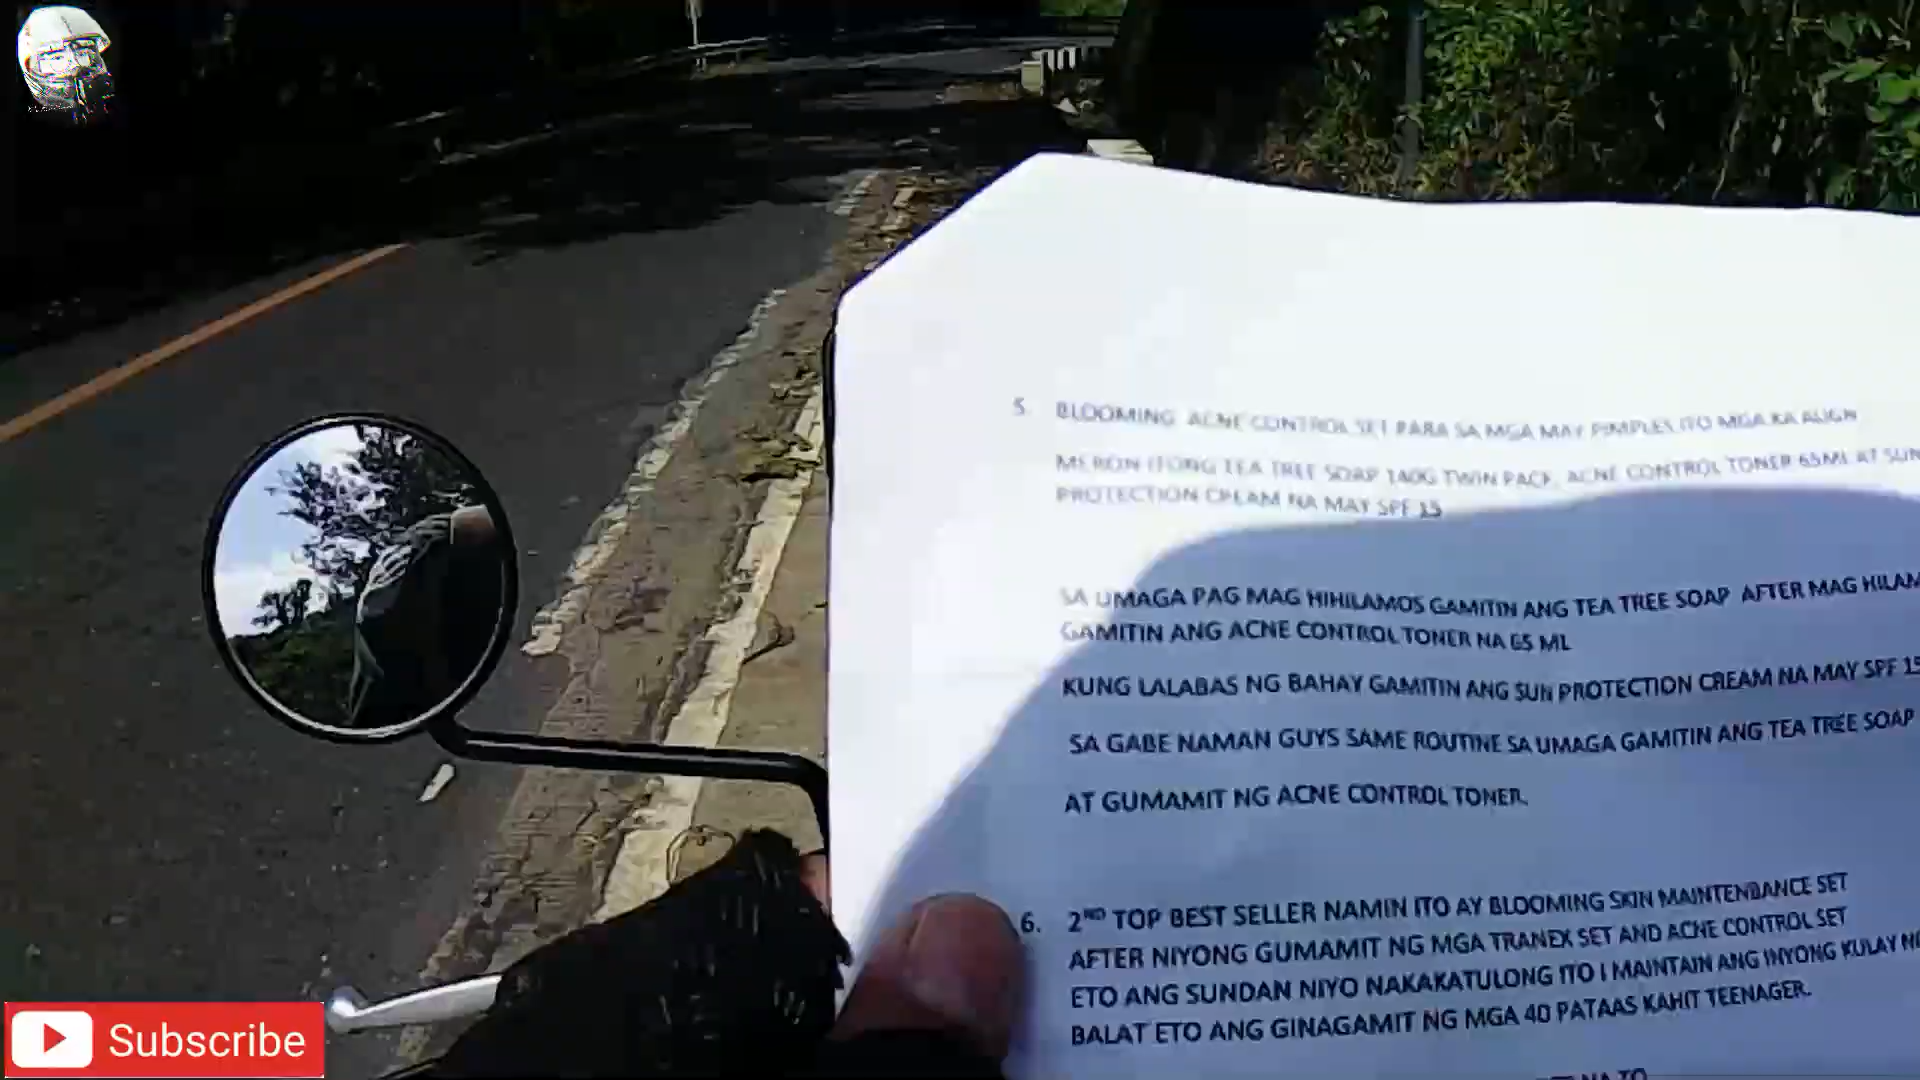 5. BLOOMING ACNE CONTROL SET PARA SA MGA MAY PIMPLES ITO MGA KA ALIGN
MERON ITONG TEA TREE SOAP 140G TWIN PACK, ACNE CONTROL TONER 65ML AT SUN
PROTECTION CREAM NA MAY SPF 15
SA UMAGA PAG MAG HIHILAMOS GAMITIN ANG TEA TREE SOAP AFTER MAG HILAM
GAMITIN ANG ACNE CONTROL TONER NA 65 ML
KUNG LALABAS NG BAHAY GAMITIN ANG SUN PROTECTION CREAM NA MAY SPF 15
SA GABE NAMAN GUYS SAME ROUTINE SA UMAGA GAMITIN ANG TEA TREE SOAP
AT GUMAMIT NG ACNE CONTROL TONER.
6. 2ND TOP BEST SELLER NAMIN ITO AY BLOOMING SKIN MAINTENBANCE SET
AFTER NIYONG GUMAMIT NG MGA TRANEX SET AND ACNE CONTROL SET
ETO ANG SUNDAN NIYO NAKAKATULONG ITO I MAINTAIN ANG INYONG KULAY NG
BALAT ETO ANG GINAGAMIT NG MGA 40 PATAAS KAHIT TEENAGER.
Subscribe